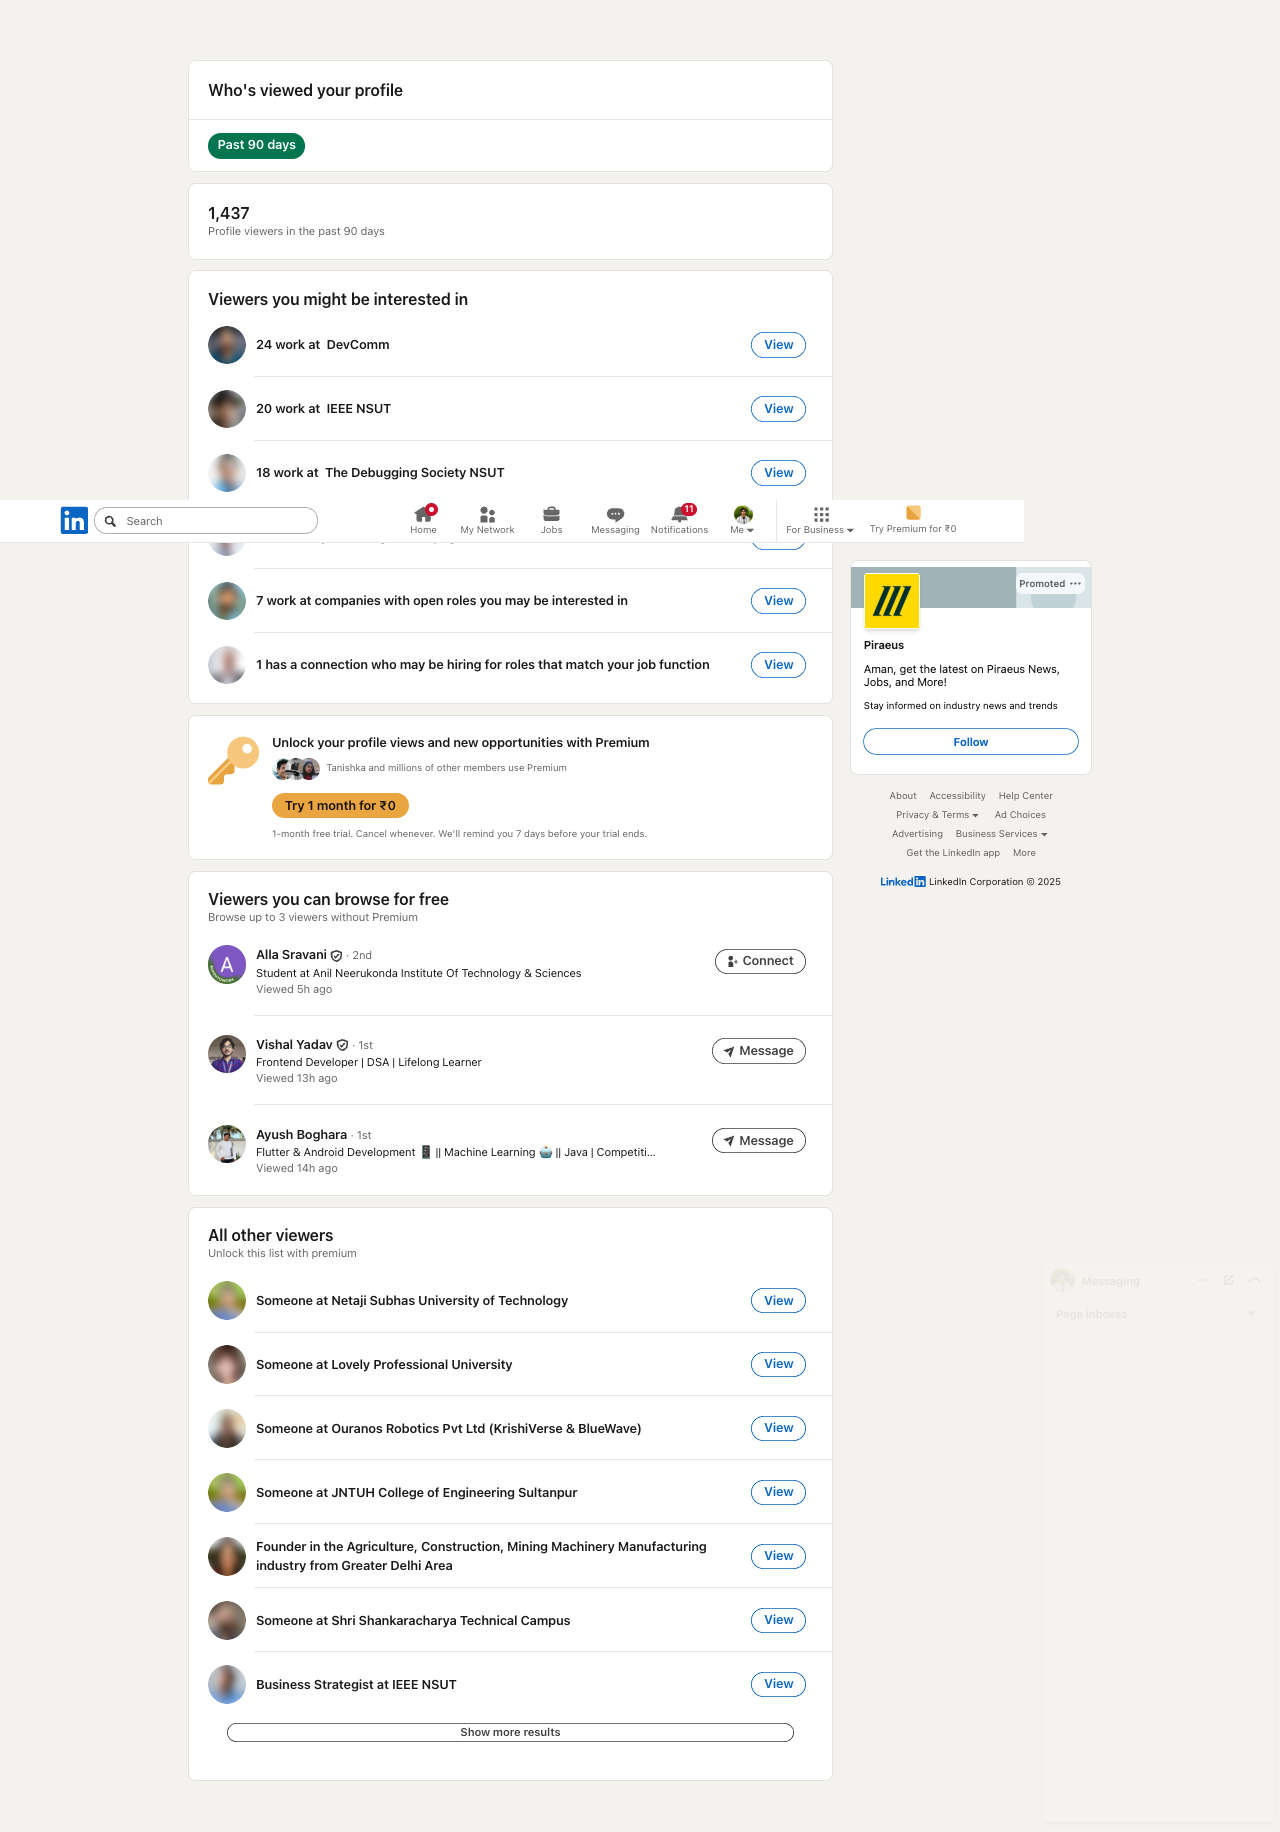 Who's viewed your profile
Past 90 days
1,437
Profile viewers in the past 90 days
Viewers you might be interested in
24 work at DevComm
View
20 work at IEEE NSUT
View
18 work at The Debugging Society NSUT
View
in
Search
Home
My Network
Jobs
Messaging
11
Notifications
Me
For Business
Try Premium for ₹0
7 work at companies with open roles you may be interested in
View
1 has a connection who may be hiring for roles that match your job function
View
Promoted
Piraeus
Aman, get the latest on Piraeus News,
Jobs, and More!
Stay informed on industry news and trends
Follow
About Accessibility Help Center
Privacy & Terms Ad Choices
Advertising Business Services
Get the LinkedIn app More
LinkedIn LinkedIn Corporation © 2025
Unlock your profile views and new opportunities with Premium
Tanishka and millions of other members use Premium
Try 1 month for ₹0
1-month free trial. Cancel whenever. We'll remind you 7 days before your trial ends.
Viewers you can browse for free
Browse up to 3 viewers without Premium
A
Alla Sravani · 2nd
Student at Anil Neerukonda Institute Of Technology & Sciences
Viewed 5h ago
Connect
Vishal Yadav · 1st
Frontend Developer | DSA | Lifelong Learner
Viewed 13h ago
Message
Ayush Boghara · 1st
Flutter & Android Development 📱 || Machine Learning 🤖 || Java | Competiti...
Viewed 14h ago
Message
All other viewers
Unlock this list with premium
Someone at Netaji Subhas University of Technology
View
Someone at Lovely Professional University
View
Someone at Ouranos Robotics Pvt Ltd (KrishiVerse & BlueWave)
View
Someone at JNTUH College of Engineering Sultanpur
View
Founder in the Agriculture, Construction, Mining Machinery Manufacturing
industry from Greater Delhi Area
View
Someone at Shri Shankaracharya Technical Campus
View
Business Strategist at IEEE NSUT
View
Show more results
Messaging
Page inboxes